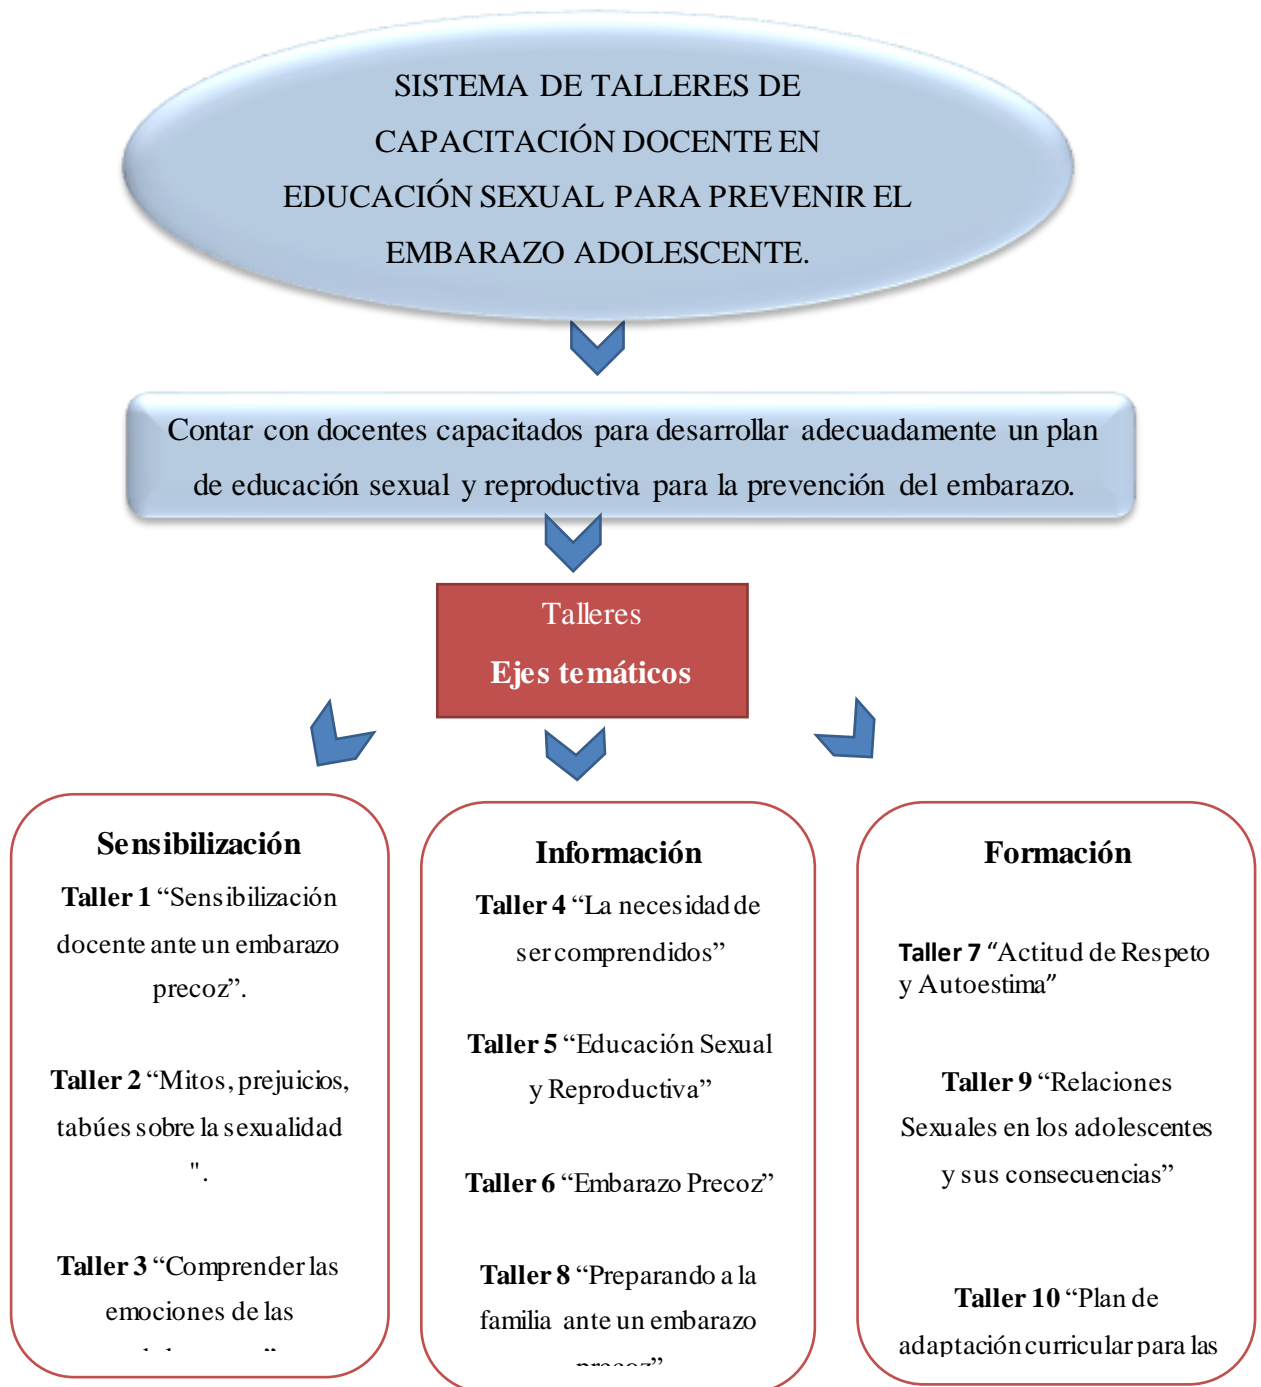 SISTEMA DE TALLERES DE
CAPACITACIÓN DOCENTE EN
EDUCACIÓN SEXUAL PARA PREVENIR EL
EMBARAZO ADOLESCENTE.
Contar con docentes capacitados para desarrollar adecuadamente un plan
de educación sexual y reproductiva para la prevención del embarazo.
Talleres
Ejes temáticos
Sensibilización
Taller 1 “Sensibilización
docente ante un embarazo
precoz”.
Taller 2 “Mitos, prejuicios,
tabúes sobre la sexualidad
".
Taller 3 “Comprender las
emociones de las
Información
Taller 4 “La necesidad de
ser comprendidos”
Taller 5 “Educación Sexual
y Reproductiva”
Taller 6 “Embarazo Precoz”
Taller 8 “Preparando a la
familia ante un embarazo
precoz”
Formación
Taller 7 “Actitud de Respeto
y Autoestima”
Taller 9 “Relaciones
Sexuales en los adolescentes
y sus consecuencias”
Taller 10 “Plan de
adaptación curricular para las